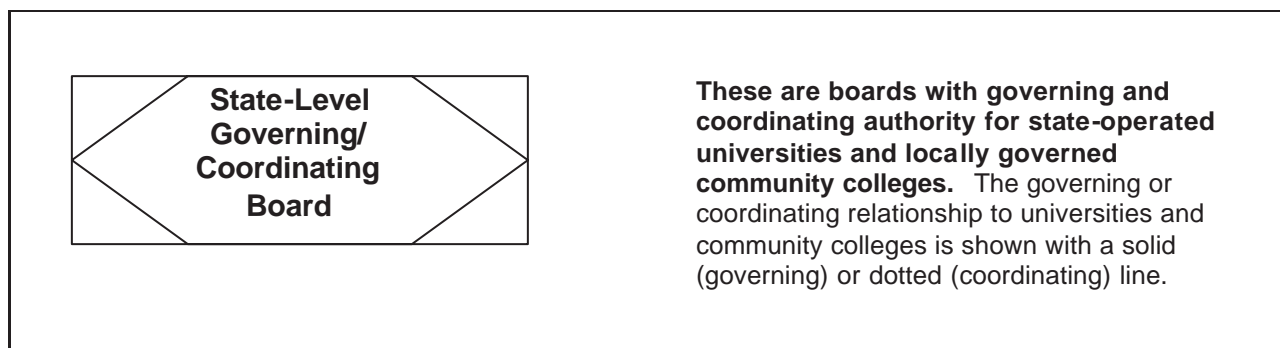 State-Level
Governing/
Coordinating
Board
These are boards with governing and
coordinating authority for state-operated
universities and locally governed
community colleges. The governing or
coordinating relationship to universities and
community colleges is shown with a solid
(governing) or dotted (coordinating) line.